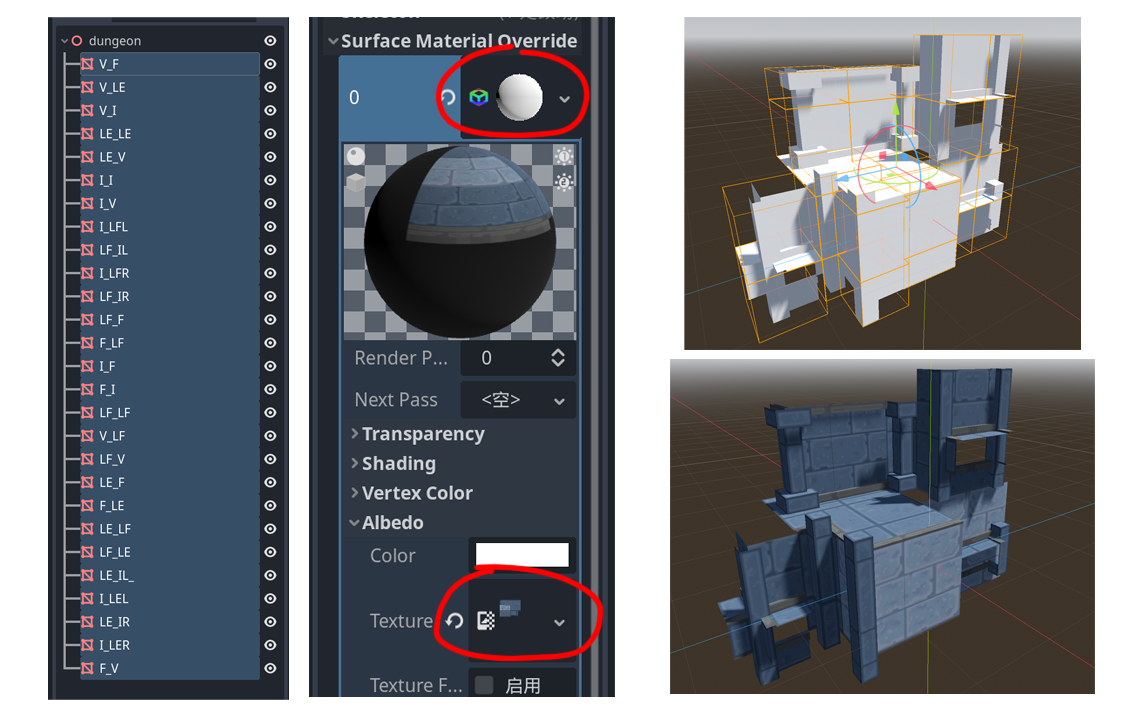 dungeon
V_F
V_LE
V_I
LE_LE
LE_V
I_I
I_V
I_LFL
LF_IL
I_LFR
LF_IR
LF_F
F_LF
I_F
F_I
LF_LF
V_LF
LF_V
LE_F
F_LE
LE_LF
LF_LE
LE_IL_
I_LEL
LE_IR
I_LER
F_V
Surface Material Override
0
Render P... 0
Next Pass <空>
Transparency
Shading
Vertex Color
Albedo
Color
Texture
Texture F... 启用